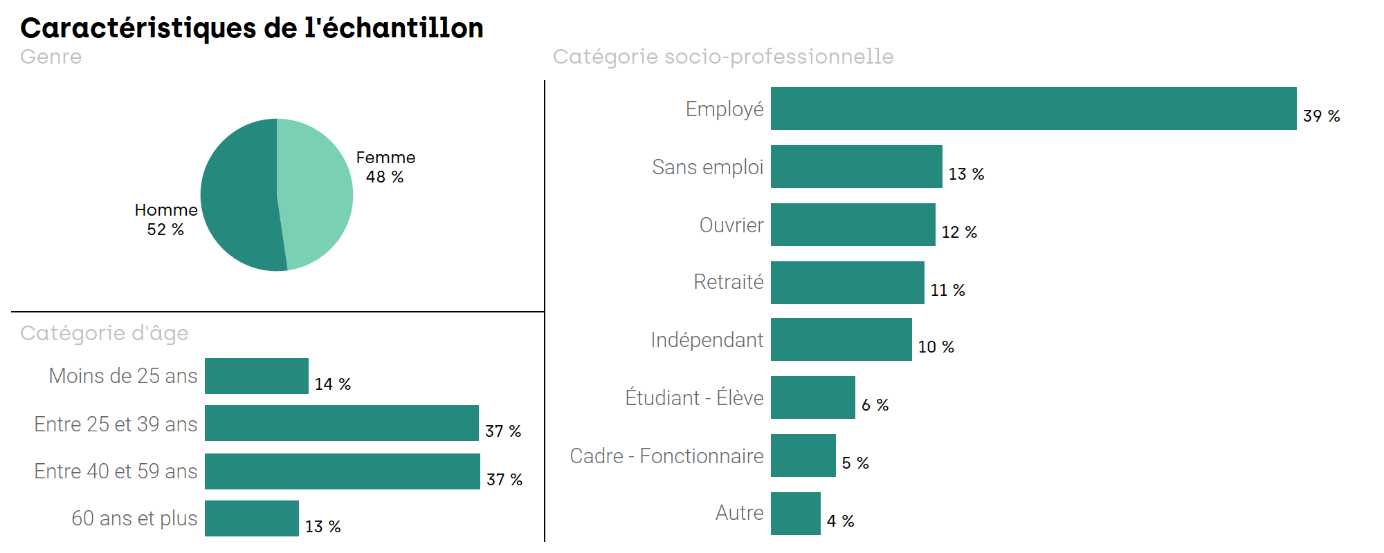 Caractéristiques de l'échantillon
Genre
Femme
48 %
Homme
52 %
Catégorie d'âge
Moins de 25 ans 14 %
Entre 25 et 39 ans 37 %
Entre 40 et 59 ans 37 %
60 ans et plus 13 %
Catégorie socio-professionnelle
Employé 39 %
Sans emploi 13 %
Ouvrier 12 %
Retraité 11 %
Indépendant 10 %
Étudiant - Élève 6 %
Cadre - Fonctionnaire 5 %
Autre 4 %